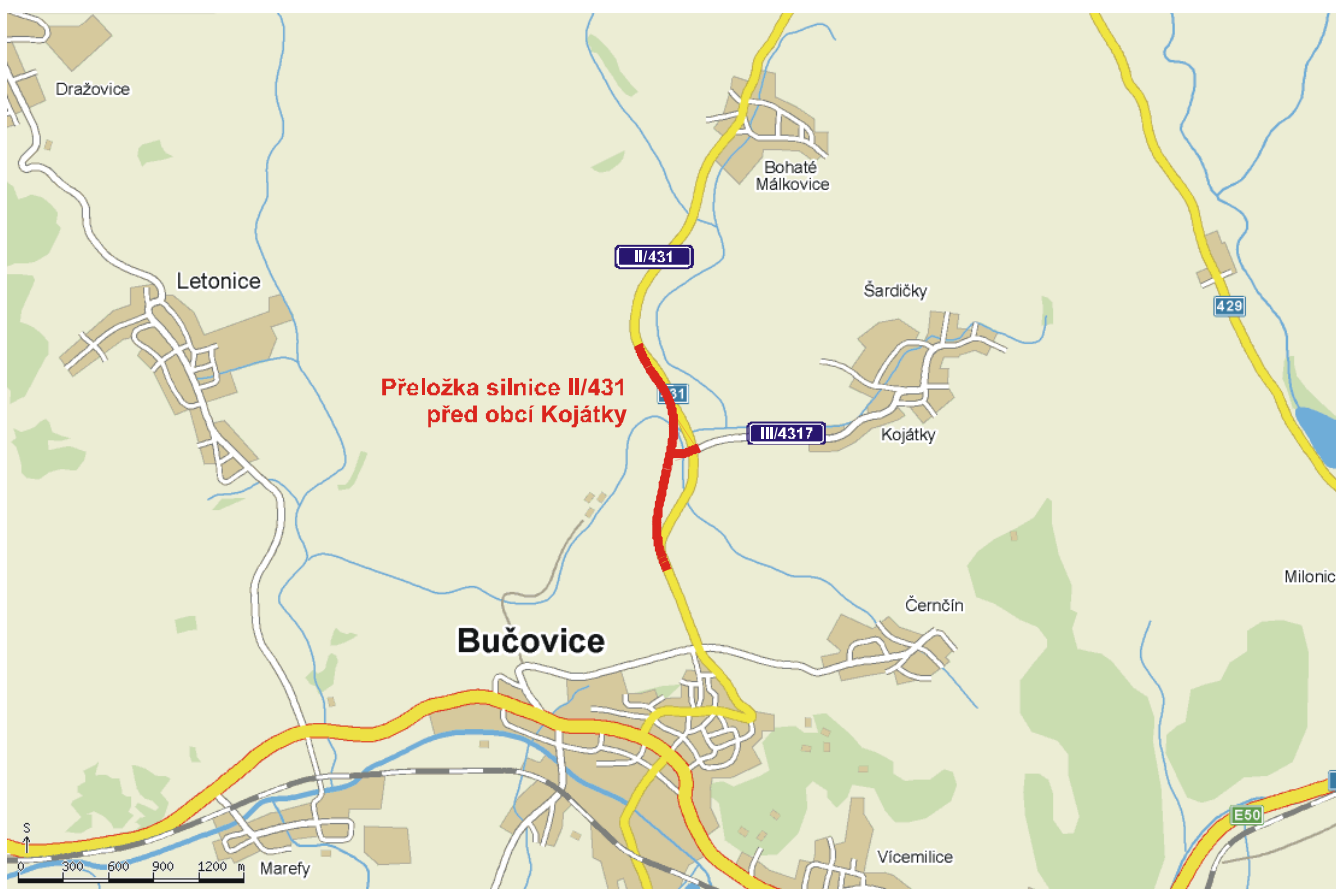 Dražovice
Bohaté
Málkovice
II/431
Letonice
Šardičky
429
Přeložka silnice II/431
před obcí Kojátky
III/4317
Kojátky
Milonic
Černčín
Bučovice
E50
S
0 300 600 900 1200 m
Marefy
Vícemilice